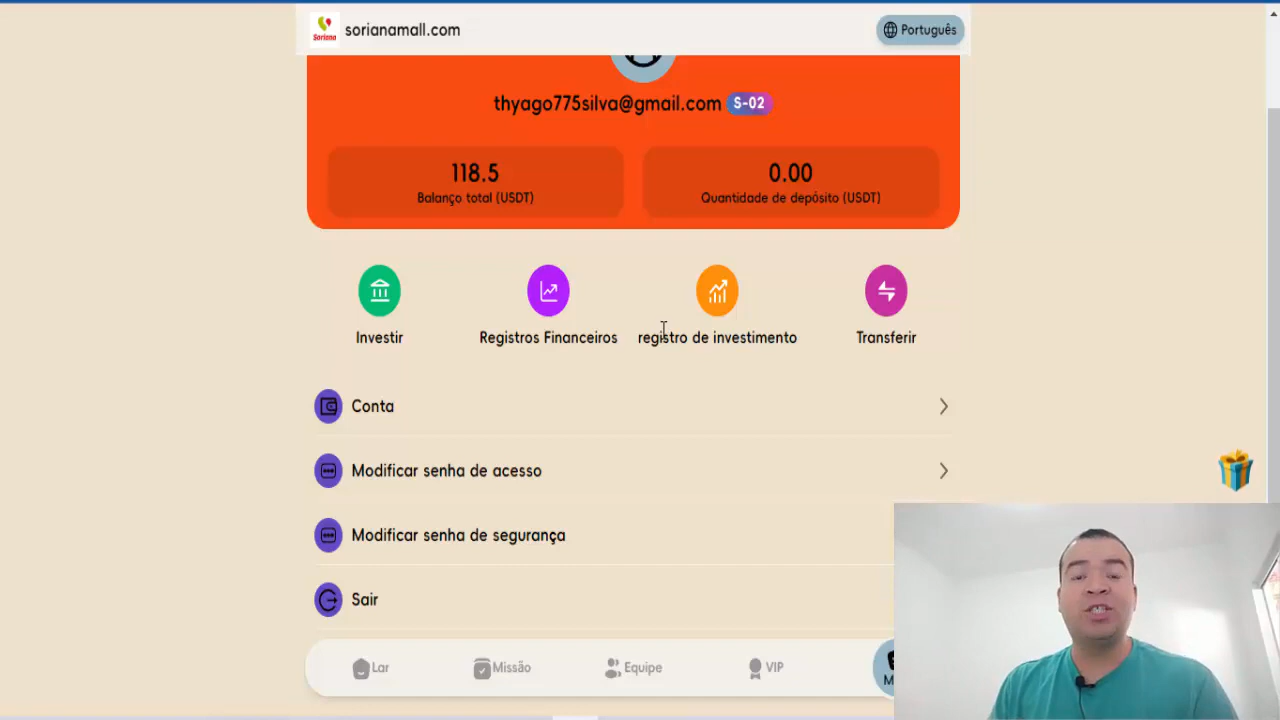 Soriana
sorianamall.com
Português
thyago775silva@gmail.com S-02
118.5
Balanço total (USDT)
0.00
Quantidade de depósito (USDT)
Investir
Registros Financeiros
registro de investimento
Transferir
Conta
Modificar senha de acesso
Modificar senha de segurança
Sair
Lar
Missão
Equipe
VIP